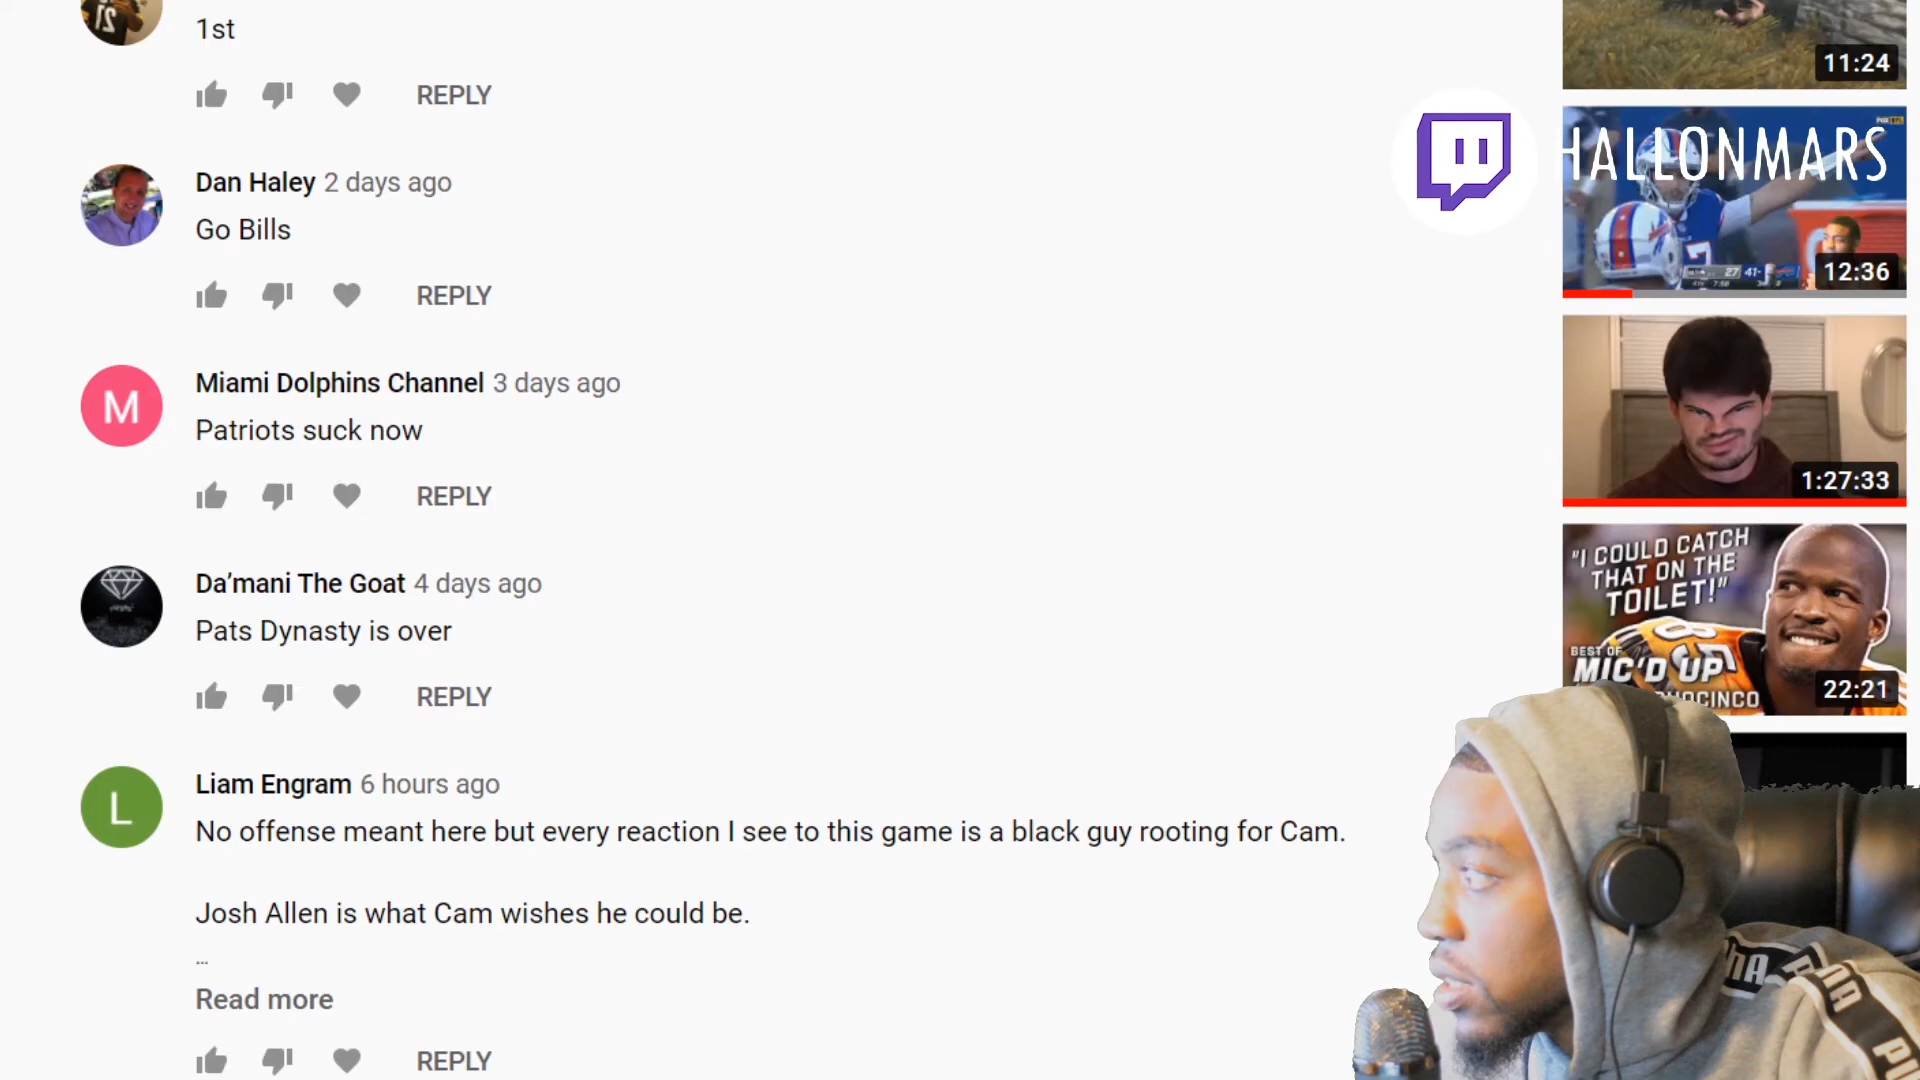 1st
REPLY
Dan Haley 2 days ago
Go Bills
REPLY
Miami Dolphins Channel 3 days ago
Patriots suck now
REPLY
Da’mani The Goat 4 days ago
Pats Dynasty is over
REPLY
Liam Engram 6 hours ago
No offense meant here but every reaction I see to this game is a black guy rooting for Cam.
Josh Allen is what Cam wishes he could be.
...
Read more
REPLY
M
L
21
11:24
HALLONMARS
27 41
12:36
1:27:33
"I COULD CATCH
THAT ON THE
TOILET!"
85
BEST OF
MIC'D UP
22:21